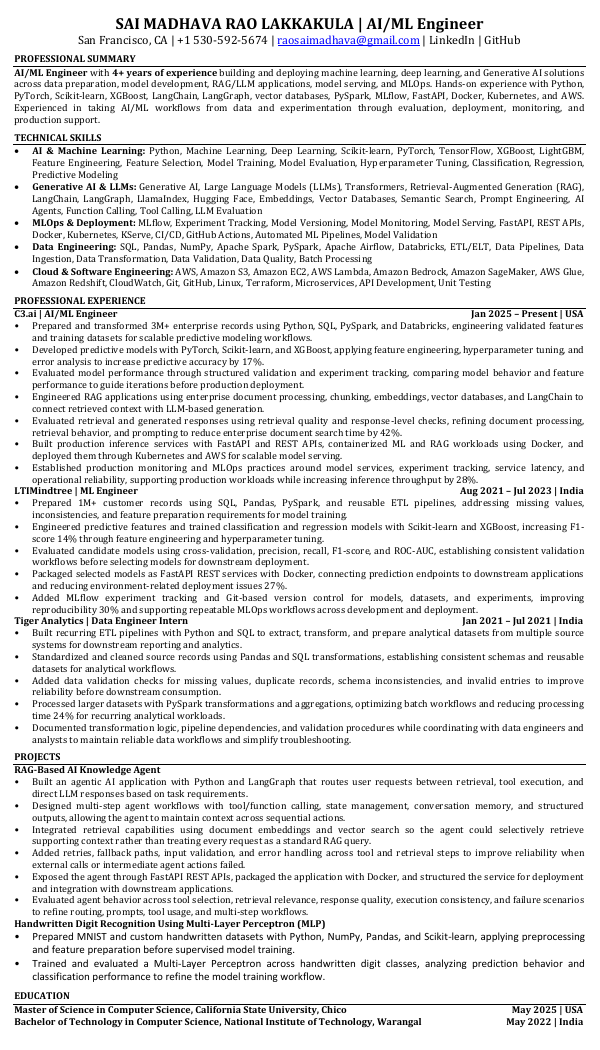 SAI MADHAVA RAO LAKKAKULA | AI/ML Engineer
San Francisco, CA | +1 530-592-5674 | raosaimadhava@gmail.com | LinkedIn | GitHub
PROFESSIONAL SUMMARY
AI/ML Engineer with 4+ years of experience building and deploying machine learning, deep learning, and Generative AI solutions
across data preparation, model development, RAG/LLM applications, model serving, and MLOps. Hands-on experience with Python,
PyTorch, Scikit-learn, XGBoost, LangChain, LangGraph, vector databases, PySpark, MLflow, FastAPI, Docker, Kubernetes, and AWS.
Experienced in taking AI/ML workflows from data and experimentation through evaluation, deployment, monitoring, and
production support.
TECHNICAL SKILLS
• AI & Machine Learning: Python, Machine Learning, Deep Learning, Scikit-learn, PyTorch, TensorFlow, XGBoost, LightGBM,
Feature Engineering, Feature Selection, Model Training, Model Evaluation, Hyperparameter Tuning, Classification, Regression,
Predictive Modeling
• Generative AI & LLMs: Generative AI, Large Language Models (LLMs), Transformers, Retrieval-Augmented Generation (RAG),
LangChain, LangGraph, LlamaIndex, Hugging Face, Embeddings, Vector Databases, Semantic Search, Prompt Engineering, AI
Agents, Function Calling, Tool Calling, LLM Evaluation
• MLOps & Deployment: MLflow, Experiment Tracking, Model Versioning, Model Monitoring, Model Serving, FastAPI, REST APIs,
Docker, Kubernetes, KServe, CI/CD, GitHub Actions, Automated ML Pipelines, Model Validation
• Data Engineering: SQL, Pandas, NumPy, Apache Spark, PySpark, Apache Airflow, Databricks, ETL/ELT, Data Pipelines, Data
Ingestion, Data Transformation, Data Validation, Data Quality, Batch Processing
• Cloud & Software Engineering: AWS, Amazon S3, Amazon EC2, AWS Lambda, Amazon Bedrock, Amazon SageMaker, AWS Glue,
Amazon Redshift, CloudWatch, Git, GitHub, Linux, Terraform, Microservices, API Development, Unit Testing
PROFESSIONAL EXPERIENCE
C3.ai | AI/ML Engineer Jan 2025 – Present | USA
• Prepared and transformed 3M+ enterprise records using Python, SQL, PySpark, and Databricks, engineering validated features
and training datasets for scalable predictive modeling workflows.
• Developed predictive models with PyTorch, Scikit-learn, and XGBoost, applying feature engineering, hyperparameter tuning, and
error analysis to increase predictive accuracy by 17%.
• Evaluated model performance through structured validation and experiment tracking, comparing model behavior and feature
performance to guide iterations before production deployment.
• Engineered RAG applications using enterprise document processing, chunking, embeddings, vector databases, and LangChain to
connect retrieved context with LLM-based generation.
• Evaluated retrieval and generated responses using retrieval quality and response-level checks, refining document processing,
retrieval behavior, and prompting to reduce enterprise document search time by 42%.
• Built production inference services with FastAPI and REST APIs, containerized ML and RAG workloads using Docker, and
deployed them through Kubernetes and AWS for scalable model serving.
• Established production monitoring and MLOps practices around model services, experiment tracking, service latency, and
operational reliability, supporting production workloads while increasing inference throughput by 28%.
LTIMindtree | ML Engineer Aug 2021 – Jul 2023 | India
• Prepared 1M+ customer records using SQL, Pandas, PySpark, and reusable ETL pipelines, addressing missing values,
inconsistencies, and feature preparation requirements for model training.
• Engineered predictive features and trained classification and regression models with Scikit-learn and XGBoost, increasing F1-
score 14% through feature engineering and hyperparameter tuning.
• Evaluated candidate models using cross-validation, precision, recall, F1-score, and ROC-AUC, establishing consistent validation
workflows before selecting models for downstream deployment.
• Packaged selected models as FastAPI REST services with Docker, connecting prediction endpoints to downstream applications
and reducing environment-related deployment issues 27%.
• Added MLflow experiment tracking and Git-based version control for models, datasets, and experiments, improving
reproducibility 30% and supporting repeatable MLOps workflows across development and deployment.
Tiger Analytics | Data Engineer Intern Jan 2021 – Jul 2021 | India
• Built recurring ETL pipelines with Python and SQL to extract, transform, and prepare analytical datasets from multiple source
systems for downstream reporting and analytics.
• Standardized and cleaned source records using Pandas and SQL transformations, establishing consistent schemas and reusable
datasets for analytical workflows.
• Added data validation checks for missing values, duplicate records, schema inconsistencies, and invalid entries to improve
reliability before downstream consumption.
• Processed larger datasets with PySpark transformations and aggregations, optimizing batch workflows and reducing processing
time 24% for recurring analytical workloads.
• Documented transformation logic, pipeline dependencies, and validation procedures while coordinating with data engineers and
analysts to maintain reliable data workflows and simplify troubleshooting.
PROJECTS
RAG-Based AI Knowledge Agent
• Built an agentic AI application with Python and LangGraph that routes user requests between retrieval, tool execution, and
direct LLM responses based on task requirements.
• Designed multi-step agent workflows with tool/function calling, state management, conversation memory, and structured
outputs, allowing the agent to maintain context across sequential actions.
• Integrated retrieval capabilities using document embeddings and vector search so the agent could selectively retrieve
supporting context rather than treating every request as a standard RAG query.
• Added retries, fallback paths, input validation, and error handling across tool and retrieval steps to improve reliability when
external calls or intermediate agent actions failed.
• Exposed the agent through FastAPI REST APIs, packaged the application with Docker, and structured the service for deployment
and integration with downstream applications.
• Evaluated agent behavior across tool selection, retrieval relevance, response quality, execution consistency, and failure scenarios
to refine routing, prompts, tool usage, and multi-step workflows.
Handwritten Digit Recognition Using Multi-Layer Perceptron (MLP)
• Prepared MNIST and custom handwritten datasets with Python, NumPy, Pandas, and Scikit-learn, applying preprocessing
and feature preparation before supervised model training.
• Trained and evaluated a Multi-Layer Perceptron across handwritten digit classes, analyzing prediction behavior and
classification performance to refine the model training workflow.
EDUCATION
Master of Science in Computer Science, California State University, Chico May 2025 | USA
Bachelor of Technology in Computer Science, National Institute of Technology, Warangal May 2022 | India